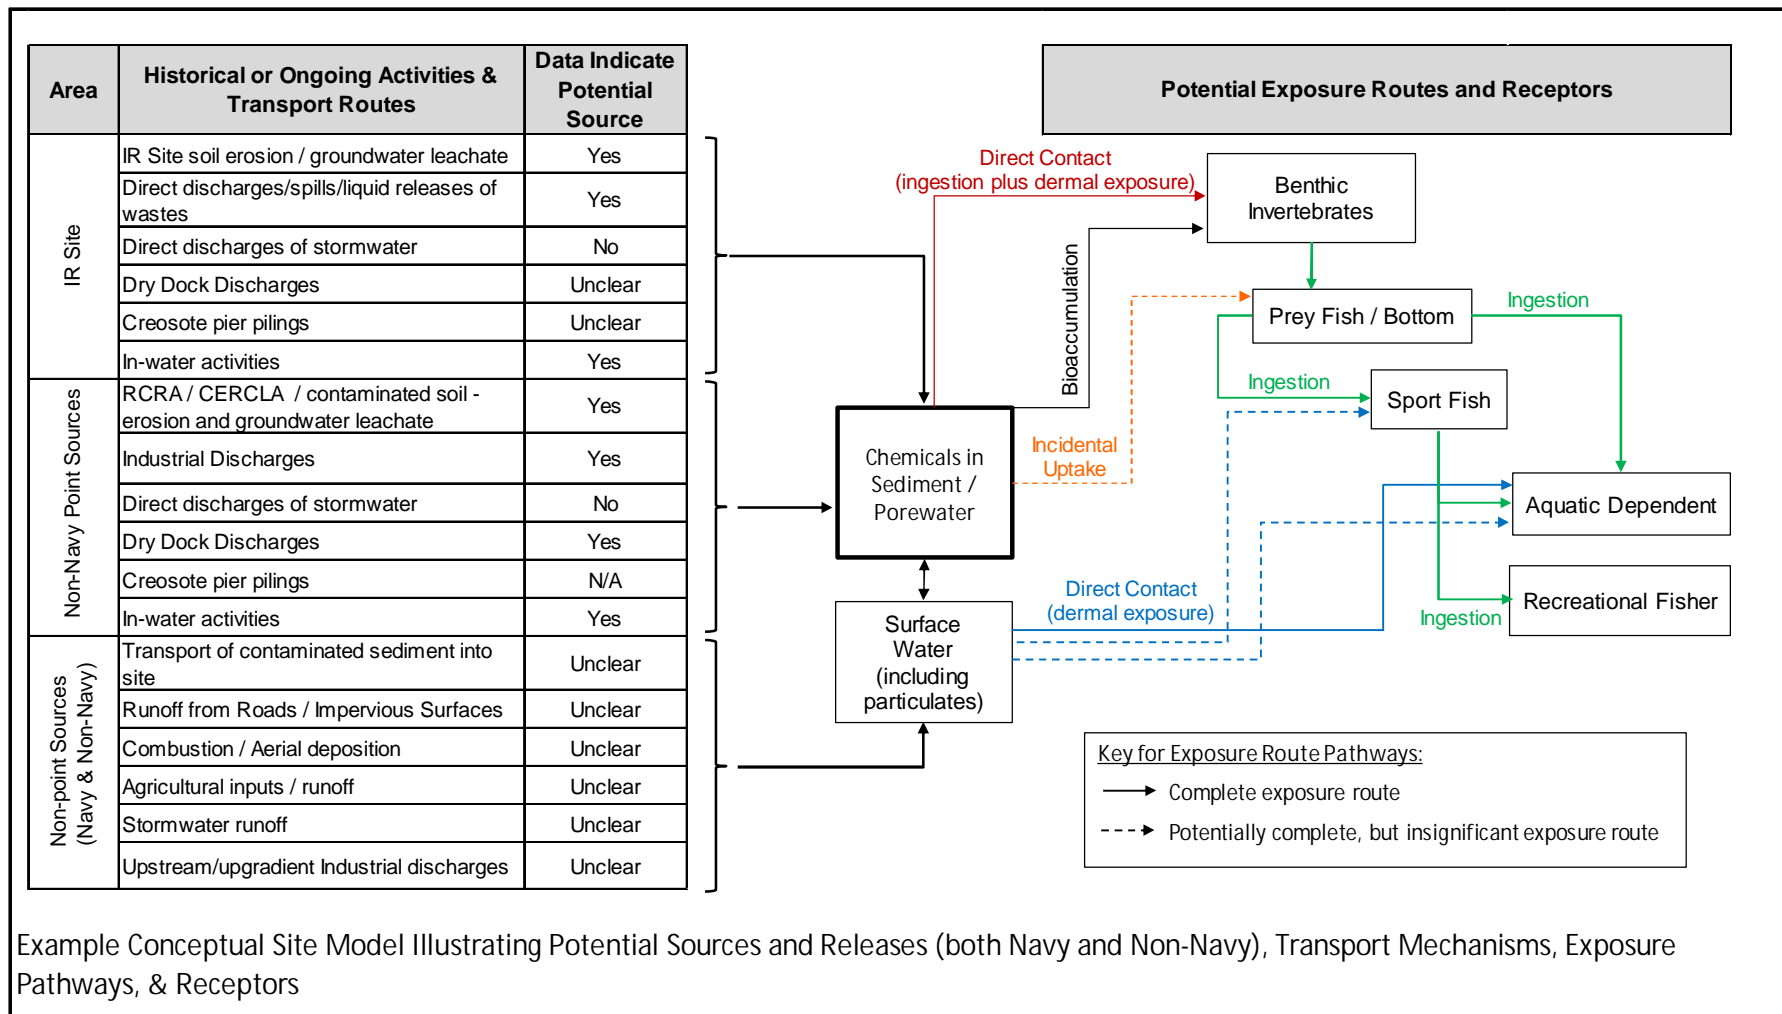 Area
Historical or Ongoing Activities &
Transport Routes
Data Indicate
Potential
Source
Potential Exposure Routes and Receptors
IR Site
IR Site soil erosion / groundwater leachate
Yes
Direct discharges/spills/liquid releases of
wastes
Yes
Direct discharges of stormwater
No
Dry Dock Discharges
Unclear
Creosote pier pilings
Unclear
In-water activities
Yes
Non-Navy Point Sources
RCRA / CERCLA / contaminated soil -
erosion and groundwater leachate
Yes
Industrial Discharges
Yes
Direct discharges of stormwater
No
Dry Dock Discharges
Yes
Creosote pier pilings
N/A
In-water activities
Yes
Non-point Sources
(Navy & Non-Navy)
Transport of contaminated sediment into
site
Unclear
Runoff from Roads / Impervious Surfaces
Unclear
Combustion / Aerial deposition
Unclear
Agricultural inputs / runoff
Unclear
Stormwater runoff
Unclear
Upstream/upgradient Industrial discharges
Unclear
Direct Contact
(ingestion plus dermal exposure)
Benthic
Invertebrates
Bioaccumulation
Prey Fish / Bottom
Ingestion
Ingestion
Sport Fish
Chemicals in
Sediment /
Porewater
Incidental
Uptake
Aquatic Dependent
Direct Contact
(dermal exposure)
Recreational Fisher
Ingestion
Surface
Water
(including
particulates)
Key for Exposure Route Pathways:
Complete exposure route
Potentially complete, but insignificant exposure route
Example Conceptual Site Model Illustrating Potential Sources and Releases (both Navy and Non-Navy), Transport Mechanisms, Exposure
Pathways, & Receptors